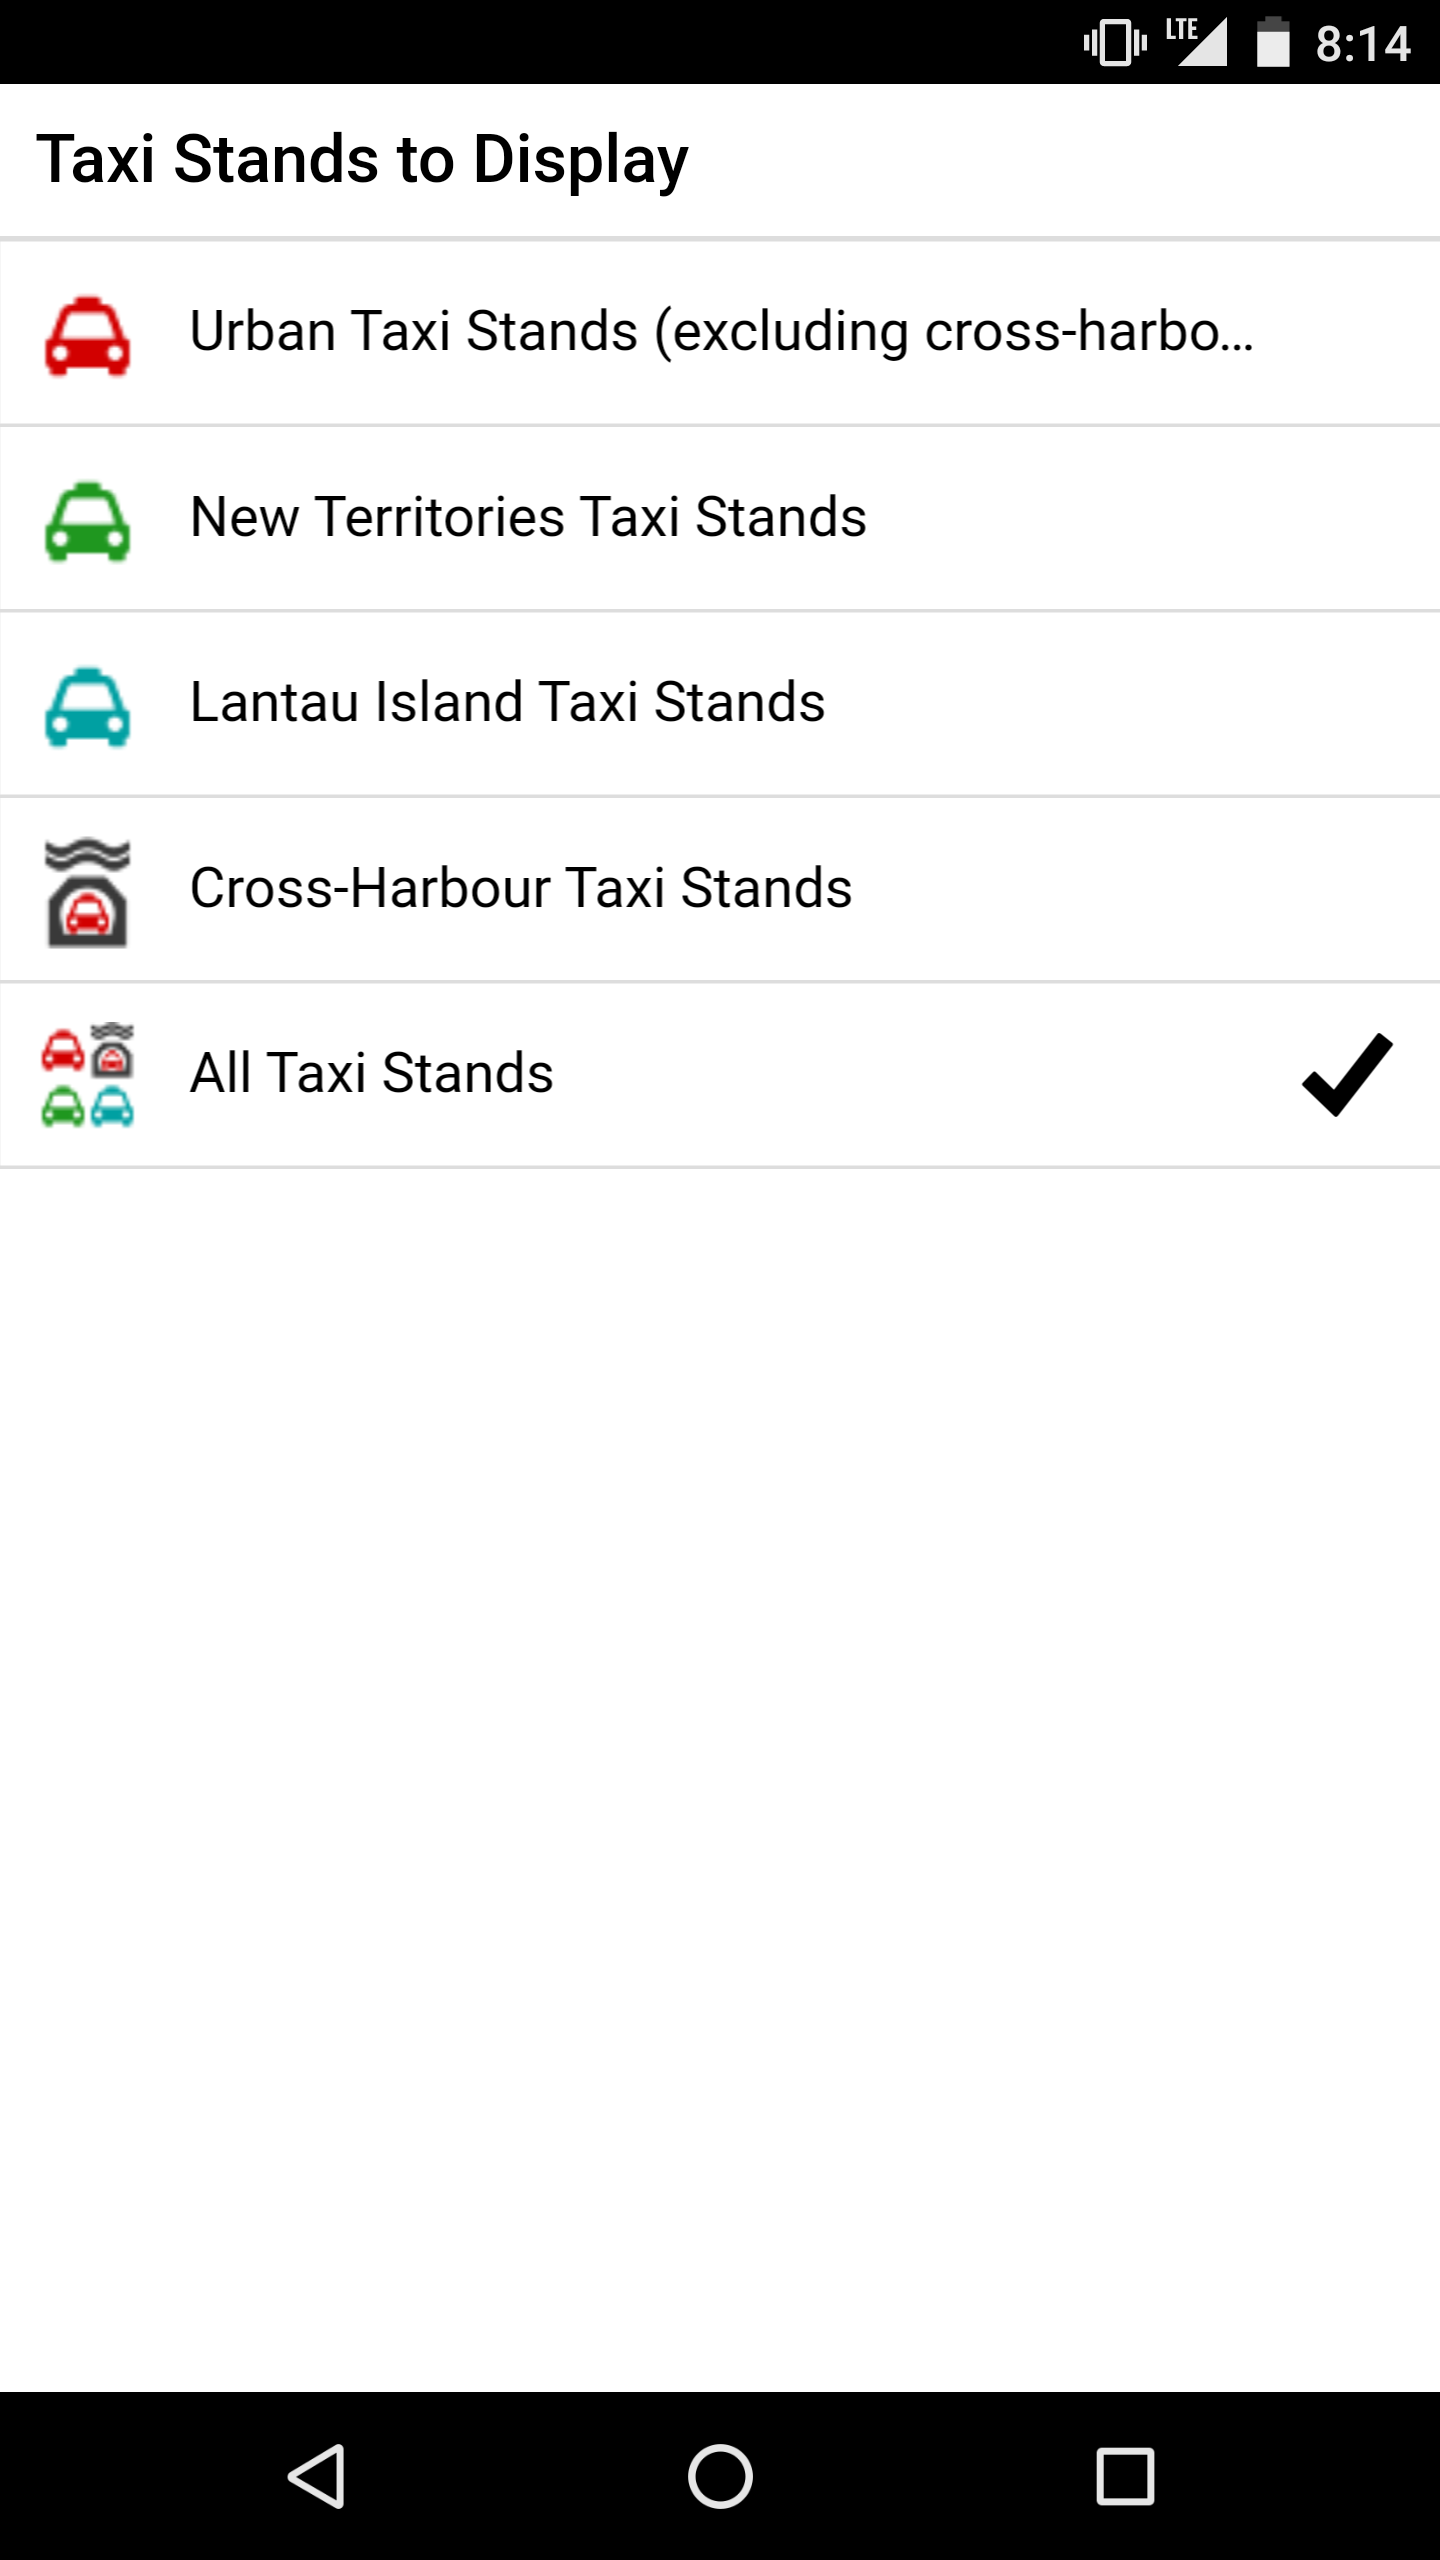 LTE 8:14
Taxi Stands to Display
Urban Taxi Stands (excluding cross-harbo...
New Territories Taxi Stands
Lantau Island Taxi Stands
Cross-Harbour Taxi Stands
All Taxi Stands